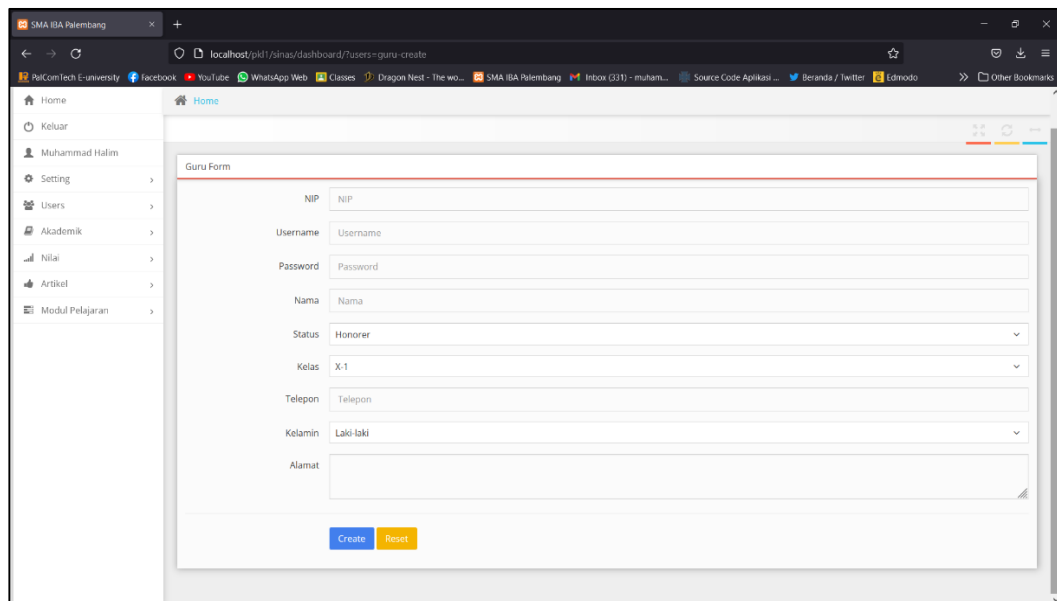 SMA IBA Palembang
localhost/pkl1/sinas/dashboard/?users=guru-create
PalComTech E-university Facebook YouTube WhatsApp Web Classes Dragon Nest - The wo... SMA IBA Palembang Inbox (331) - muham... Source Code Aplikasi ... Beranda / Twitter Edmodo Other Bookmarks
Home
Keluar
Muhammad Halim
Setting
Users
Akademik
Nilai
Artikel
Modul Pelajaran
Home
Guru Form
NIP NIP
Username Username
Password Password
Nama Nama
Status Honorer
Kelas X-1
Telepon Telepon
Kelamin Laki-laki
Alamat
Create Reset